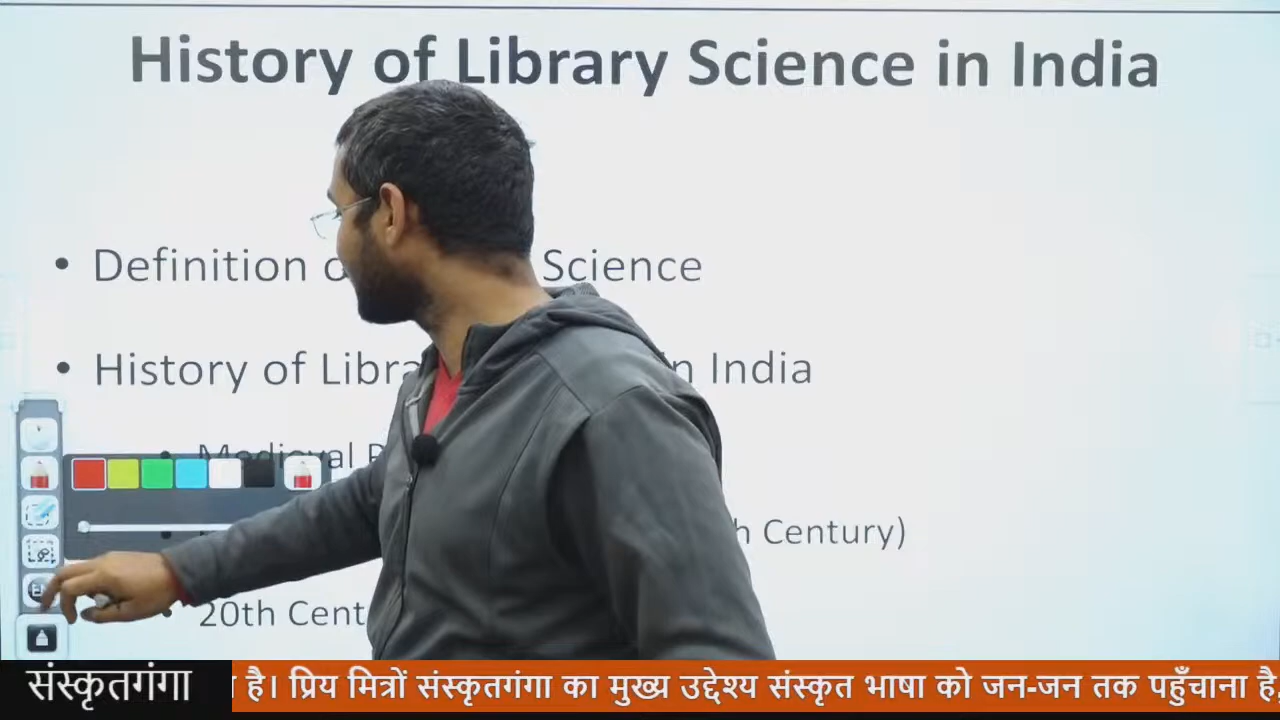 History of Library Science in India
• Definition o Science
• History of Libra n India
• Medieval P
h Century)
• 20th Cent
संस्कृतगंगा
है। प्रिय मित्रों संस्कृतगंगा का मुख्य उद्देश्य संस्कृत भाषा को जन-जन तक पहुँचाना है